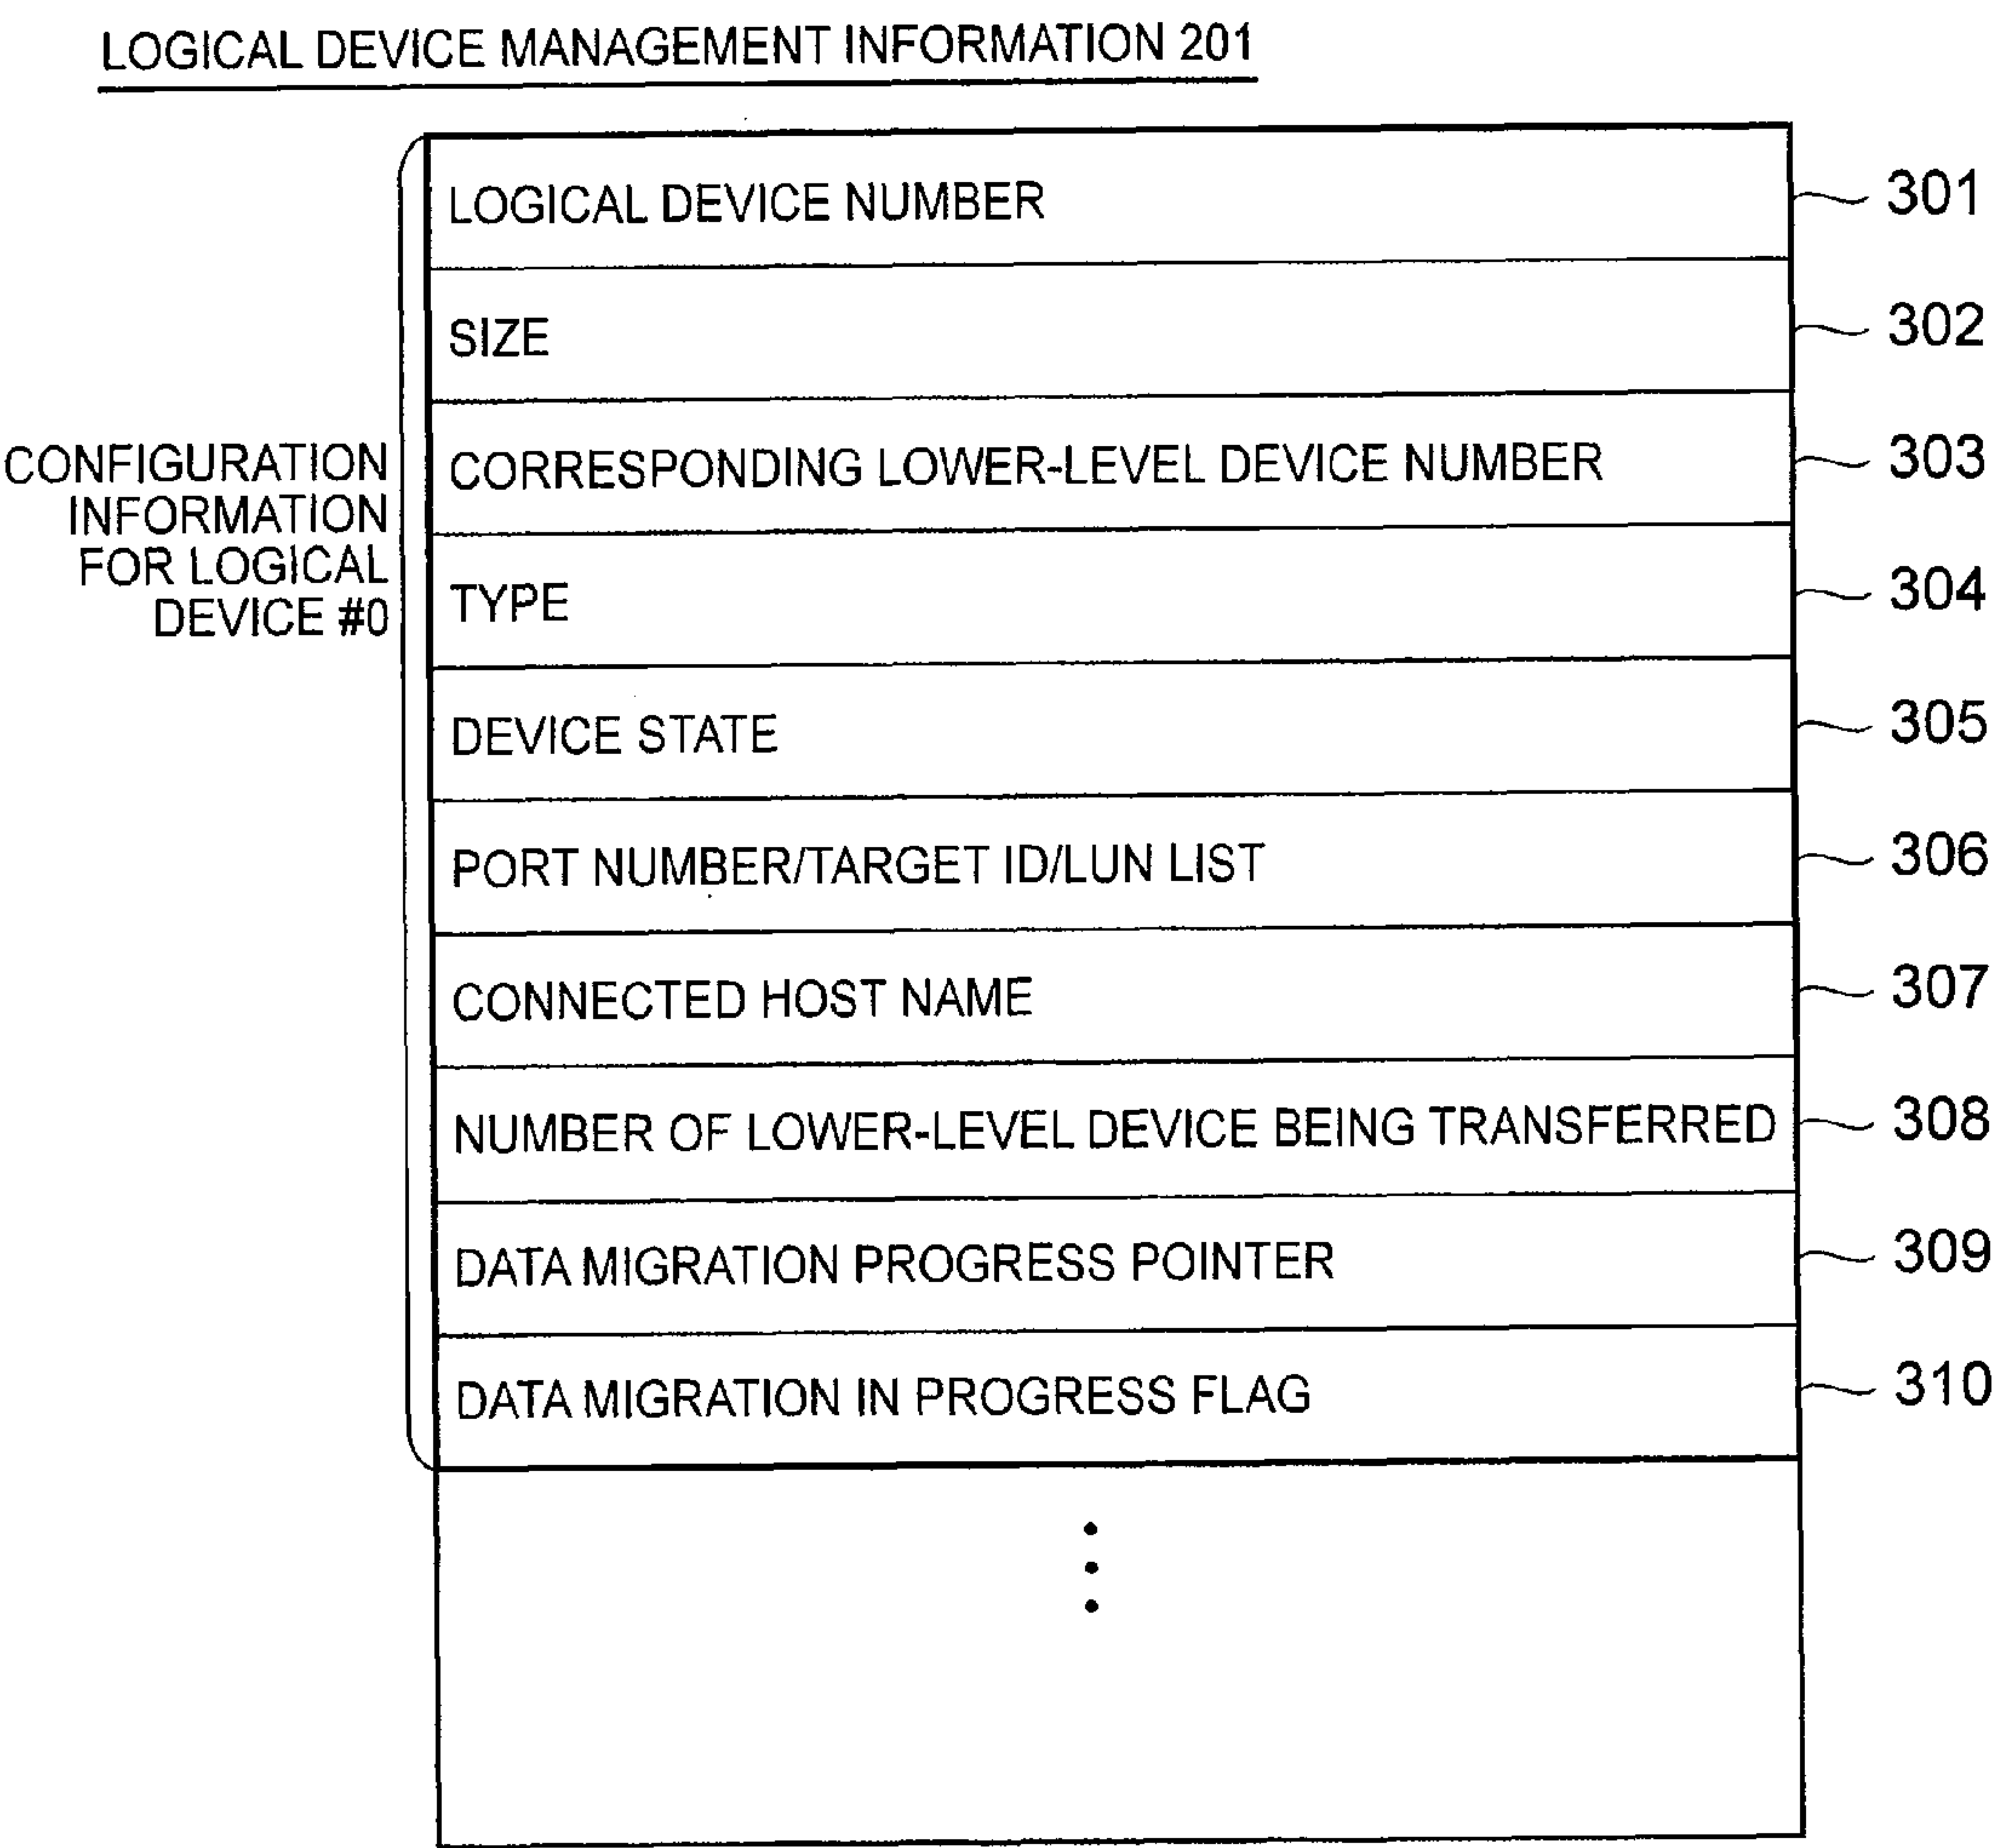 LOGICAL DEVICE MANAGEMENT INFORMATION 201
LOGICAL DEVICE NUMBER 301
SIZE 302
CONFIGURATION
INFORMATION
FOR LOGICAL
DEVICE #0
CORRESPONDING LOWER-LEVEL DEVICE NUMBER 303
TYPE 304
DEVICE STATE 305
PORT NUMBER/TARGET ID/LUN LIST 306
CONNECTED HOST NAME 307
NUMBER OF LOWER-LEVEL DEVICE BEING TRANSFERRED 308
DATA MIGRATION PROGRESS POINTER 309
DATA MIGRATION IN PROGRESS FLAG 310